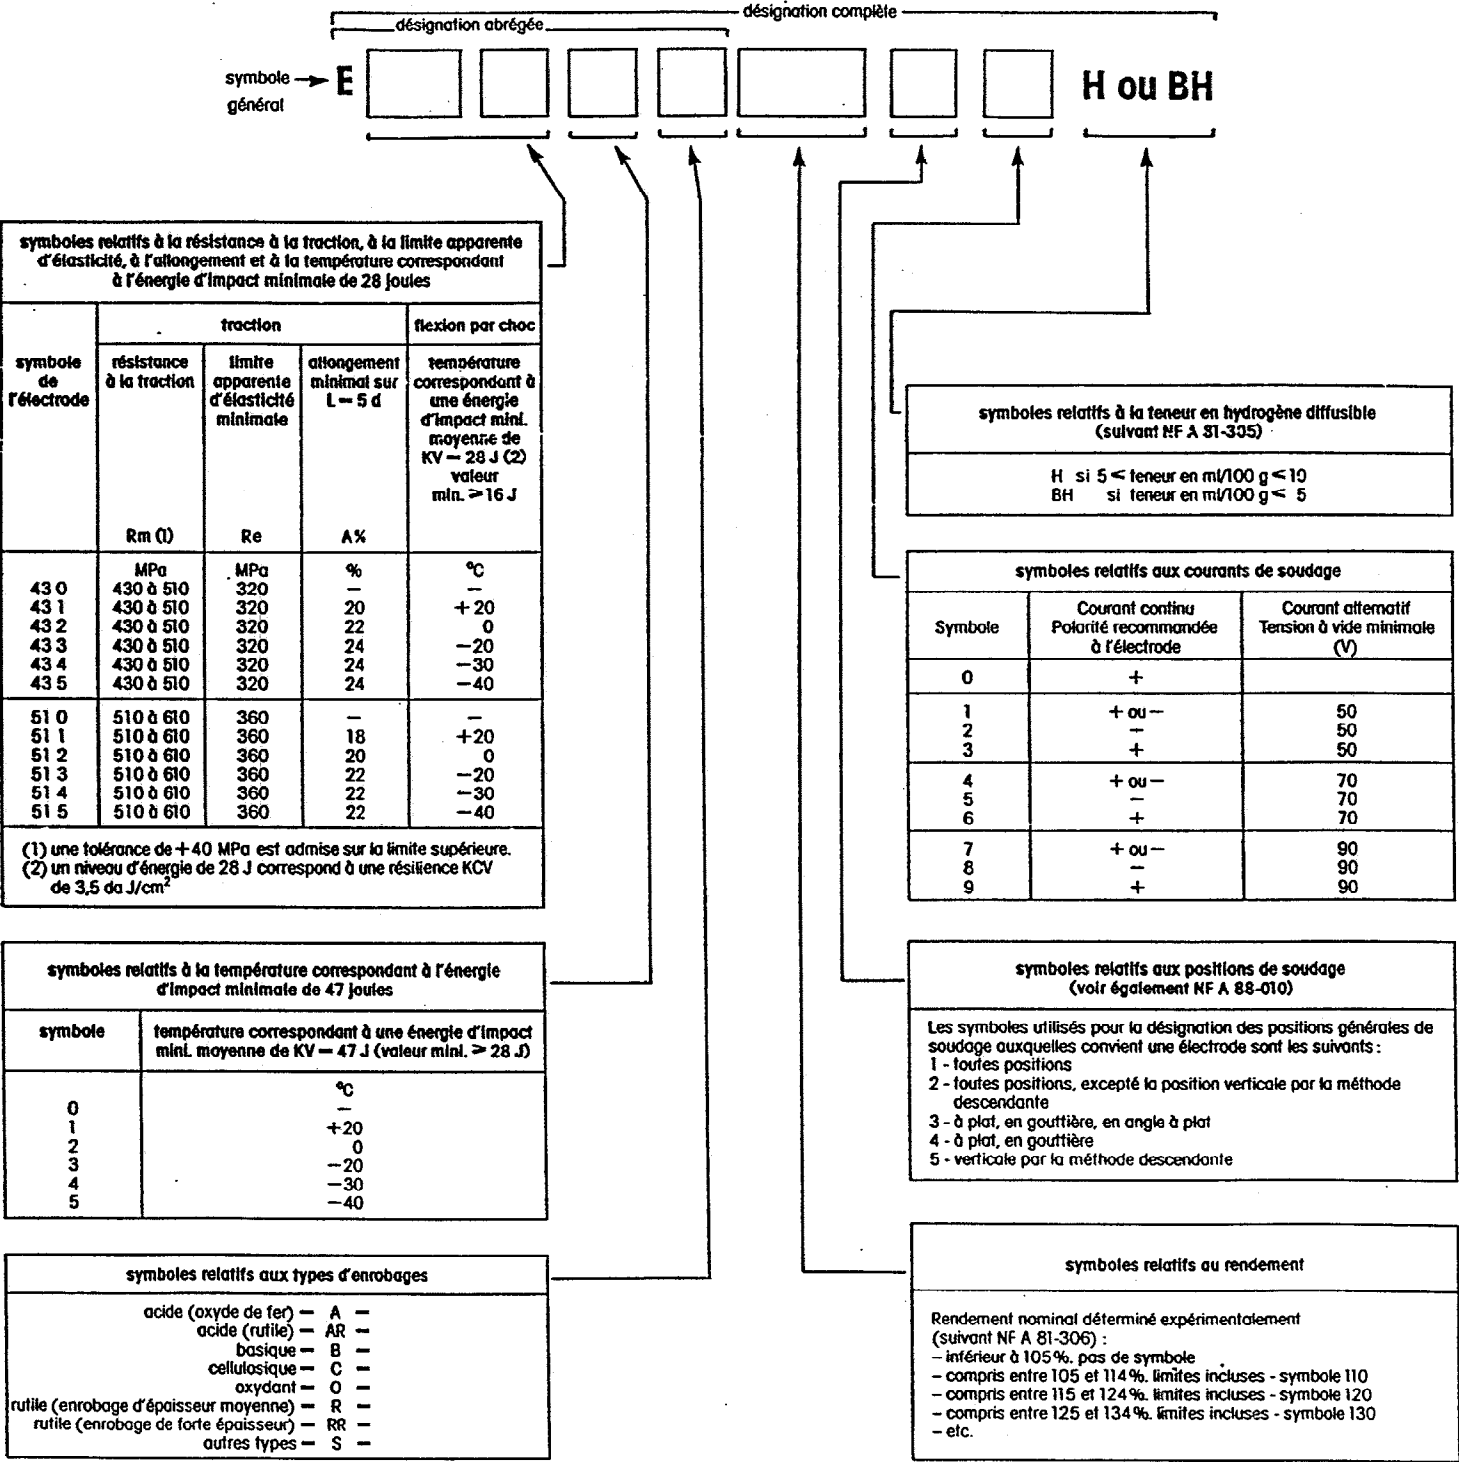 désignation complète
désignation abrégée
symbole général
E
H ou BH
symboles relatifs à la résistance à la traction, à la limite apparente
d'élasticité, à l'allongement et à la température correspondant
à l'énergie d'impact minimale de 28 joules
symbole de l'électrode
traction
flexion par choc
résistance à la traction
limite apparente d'élasticité minimale
allongement minimal sur L = 5 d
température correspondant à une énergie d'impact mini. moyenne de KV = 28 J (2) valeur min. ⩾ 16 J
Rm (1) Re A%
MPa MPa % °C
43 0 430 à 510 320 – –
43 1 430 à 510 320 20 +20
43 2 430 à 510 320 22 0
43 3 430 à 510 320 24 −20
43 4 430 à 510 320 24 −30
43 5 430 à 510 320 24 −40
51 0 510 à 610 360 – –
51 1 510 à 610 360 18 +20
51 2 510 à 610 360 20 0
51 3 510 à 610 360 22 −20
51 4 510 à 610 360 22 −30
51 5 510 à 610 360 22 −40
(1) une tolérance de +40 MPa est admise sur la limite supérieure.
(2) un niveau d'énergie de 28 J correspond à une résilience KCV
de 3,5 da J/cm²
symboles relatifs à la température correspondant à l'énergie
d'impact minimale de 47 joules
symbole
température correspondant à une énergie d'impact
mini. moyenne de KV = 47 J (valeur mini. ⩾ 28 J)
°C
0 –
1 +20
2 0
3 −20
4 −30
5 −40
symboles relatifs aux types d'enrobages
acide (oxyde de fer) – A –
acide (rutile) – AR –
basique – B –
cellulosique – C –
oxydant – O –
rutile (enrobage d'épaisseur moyenne) – R –
rutile (enrobage de forte épaisseur) – RR –
autres types – S –
symboles relatifs à la teneur en hydrogène diffusible
(suivant NF A 81-305)
H si 5 < teneur en ml/100 g ⩽ 10
BH si teneur en ml/100 g ⩽ 5
symboles relatifs aux courants de soudage
Symbole
Courant continu
Polarité recommandée
à l'électrode
Courant alternatif
Tension à vide minimale
(V)
0 +
1 + ou − 50
2 − 50
3 + 50
4 + ou − 70
5 − 70
6 + 70
7 + ou − 90
8 − 90
9 + 90
symboles relatifs aux positions de soudage
(voir également NF A 88-010)
Les symboles utilisés pour la désignation des positions générales de
soudage auxquelles convient une électrode sont les suivants :
1 - toutes positions
2 - toutes positions, excepté la position verticale par la méthode
descendante
3 - à plat, en gouttière, en angle à plat
4 - à plat, en gouttière
5 - verticale par la méthode descendante
symboles relatifs au rendement
Rendement nominal déterminé expérimentalement
(suivant NF A 81-306) :
– inférieur à 105%. pas de symbole
– compris entre 105 et 114%. limites incluses - symbole 110
– compris entre 115 et 124%. limites incluses - symbole 120
– compris entre 125 et 134%. limites incluses - symbole 130
– etc.